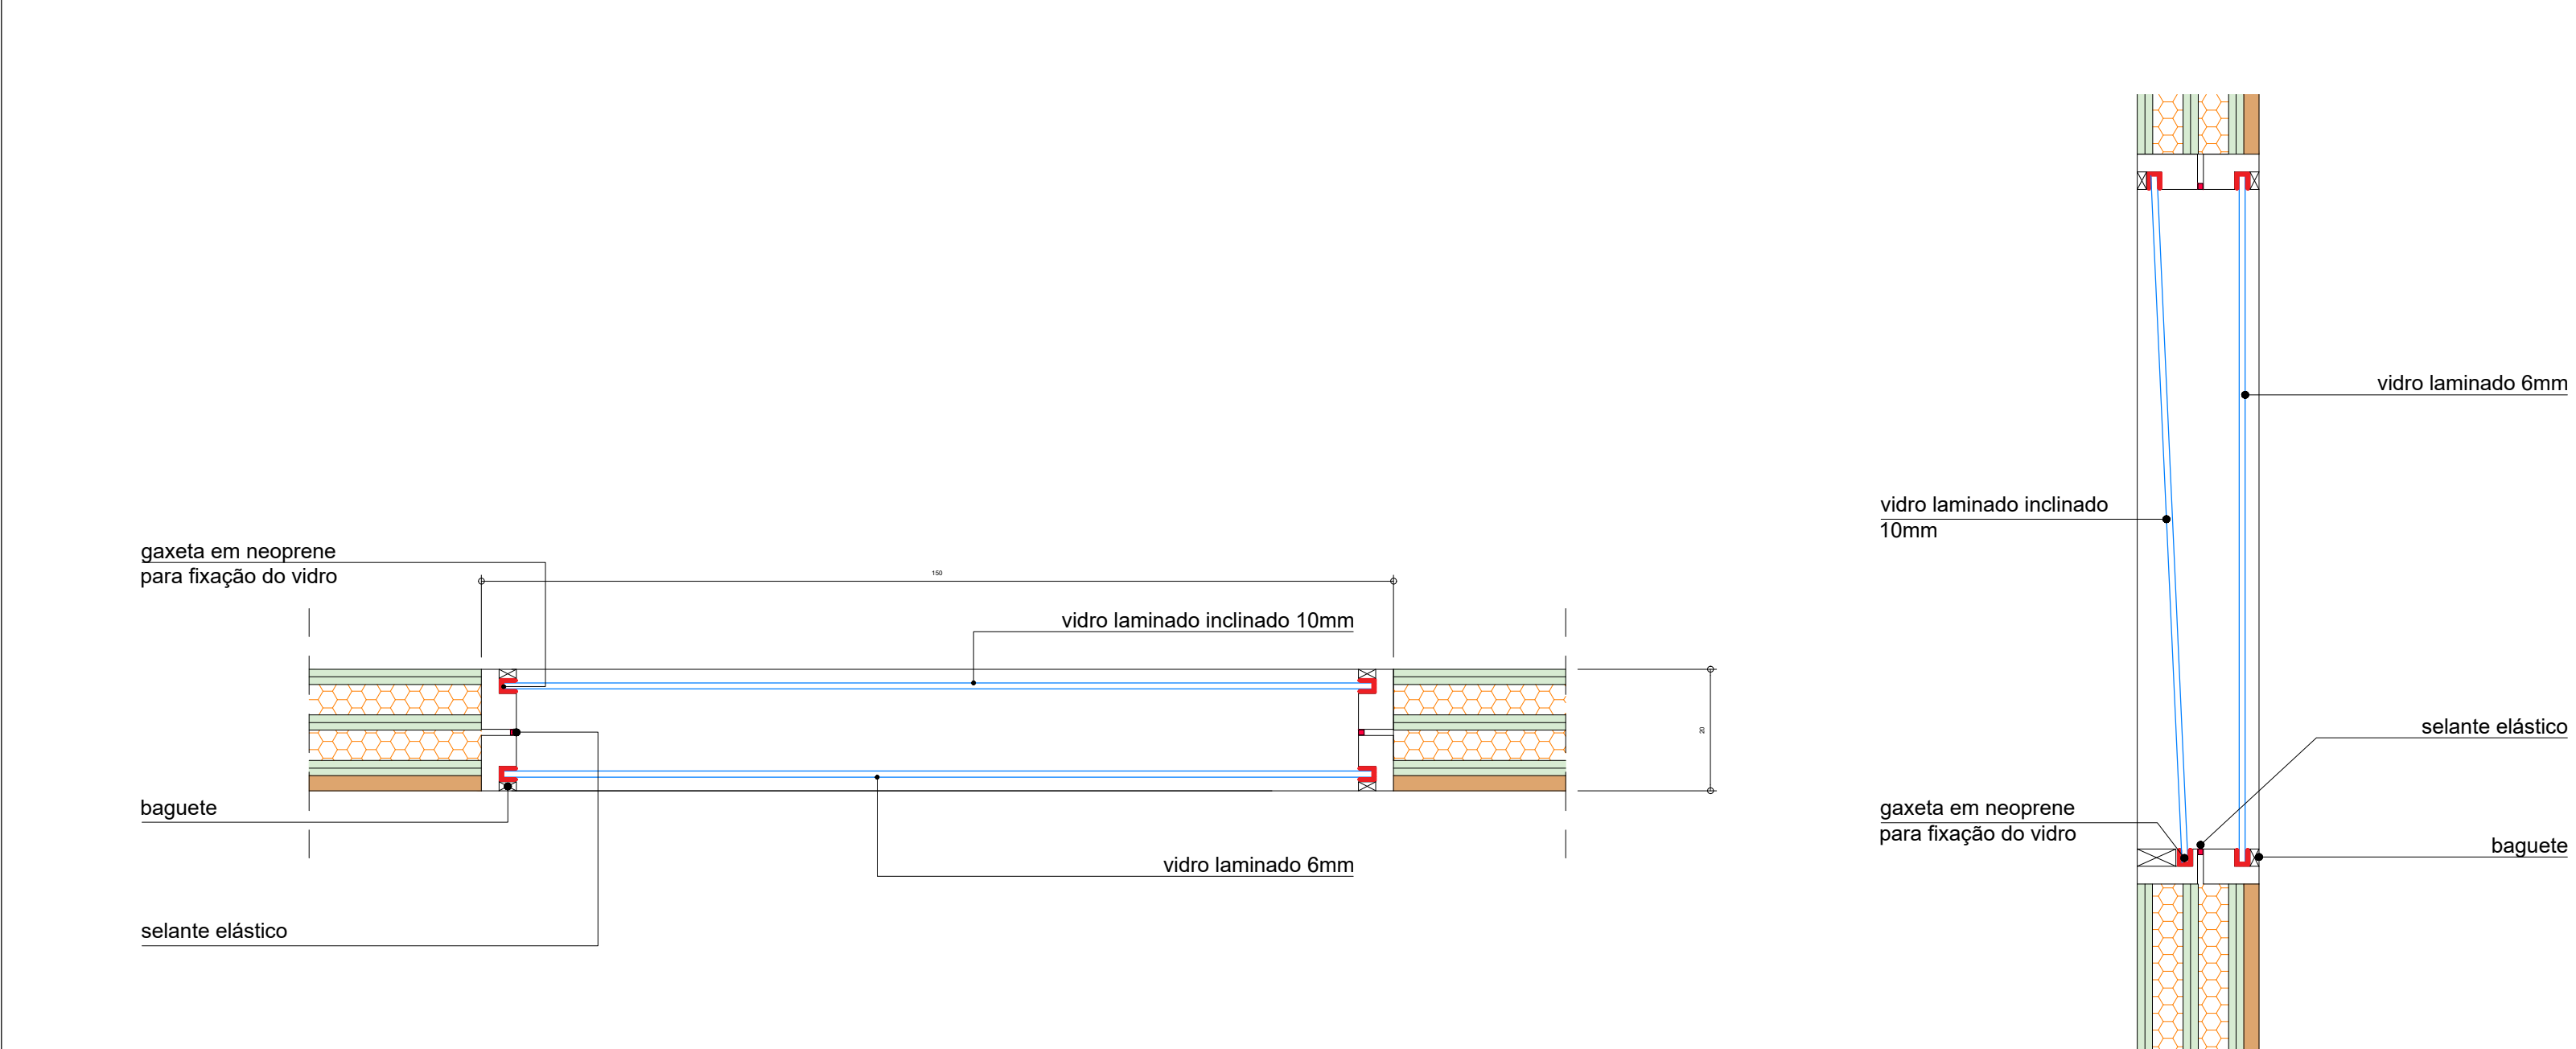 gaxeta em neoprene
para fixação do vidro
150
vidro laminado inclinado 10mm
20
baguete
vidro laminado 6mm
selante elástico
vidro laminado 6mm
vidro laminado inclinado
10mm
selante elástico
gaxeta em neoprene
para fixação do vidro
baguete